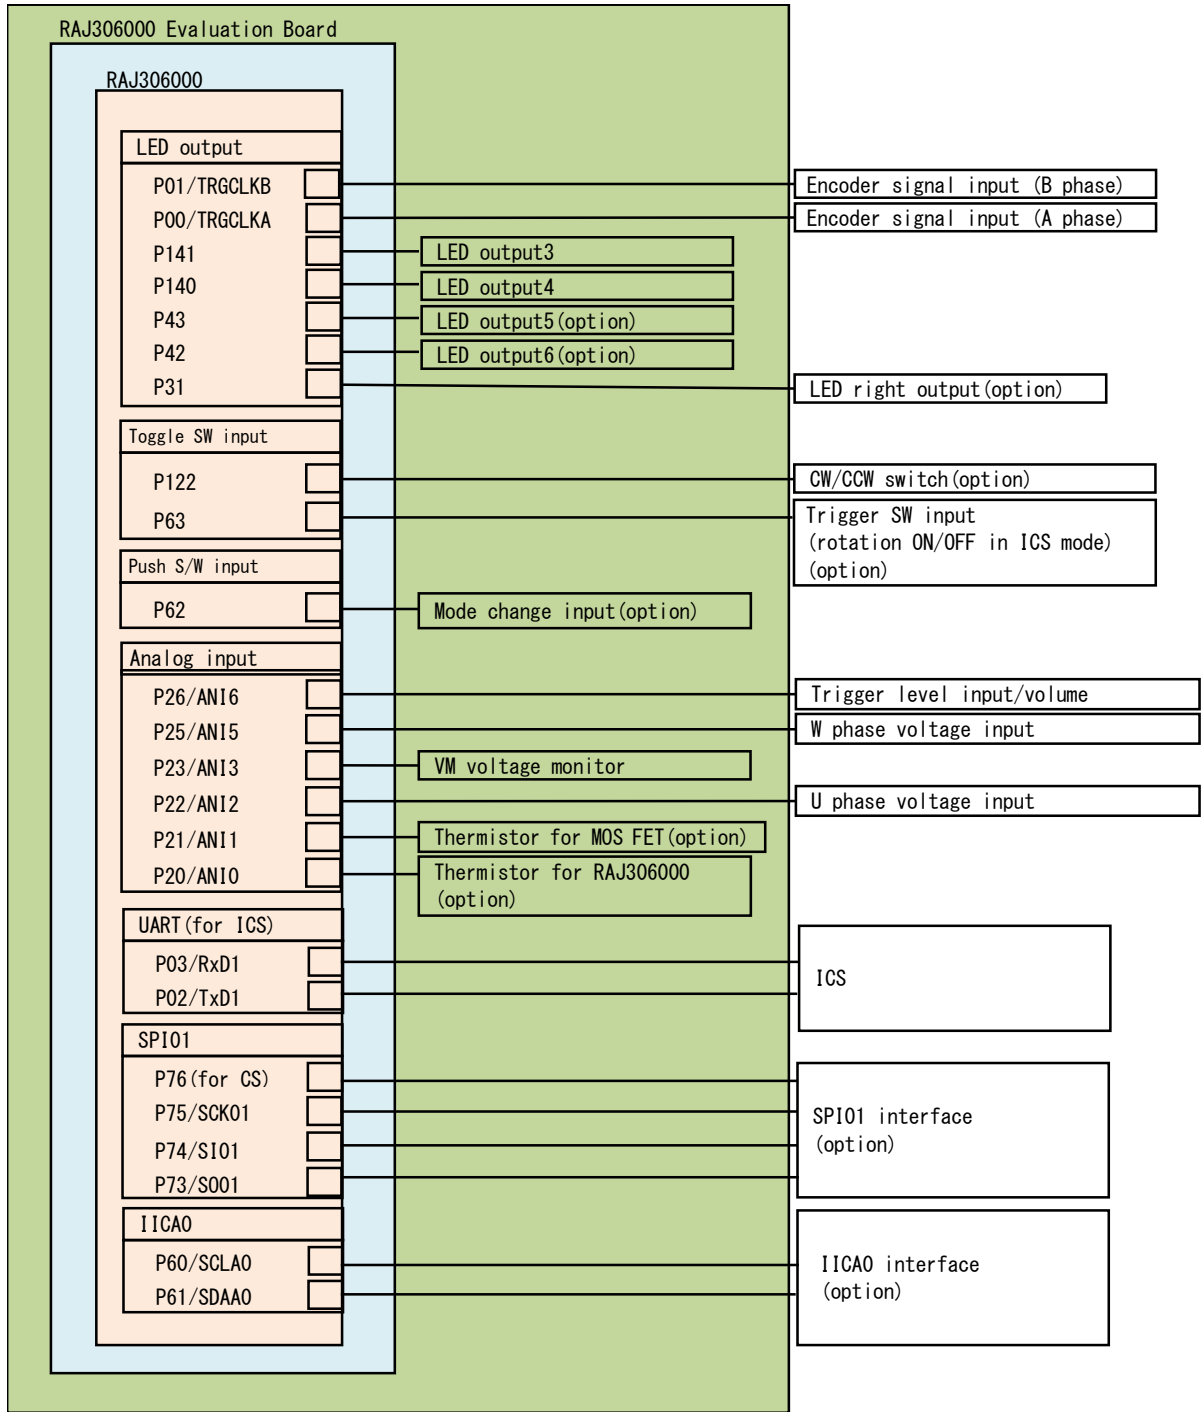 RAJ306000 Evaluation Board
RAJ306000
LED output
P01/TRGCLKB
Encoder signal input (B phase)
P00/TRGCLKA
Encoder signal input (A phase)
P141
LED output3
P140
LED output4
P43
LED output5(option)
P42
LED output6(option)
P31
LED right output(option)
Toggle SW input
P122
CW/CCW switch(option)
P63
Trigger SW input
(rotation ON/OFF in ICS mode)
(option)
Push S/W input
P62
Mode change input(option)
Analog input
P26/ANI6
Trigger level input/volume
P25/ANI5
W phase voltage input
P23/ANI3
VM voltage monitor
P22/ANI2
U phase voltage input
P21/ANI1
Thermistor for MOS FET(option)
P20/ANI0
Thermistor for RAJ306000
(option)
UART(for ICS)
P03/RxD1
P02/TxD1
ICS
SPI01
P76(for CS)
P75/SCK01
P74/SI01
P73/SO01
SPI01 interface
(option)
IICA0
P60/SCLA0
P61/SDAA0
IICA0 interface
(option)